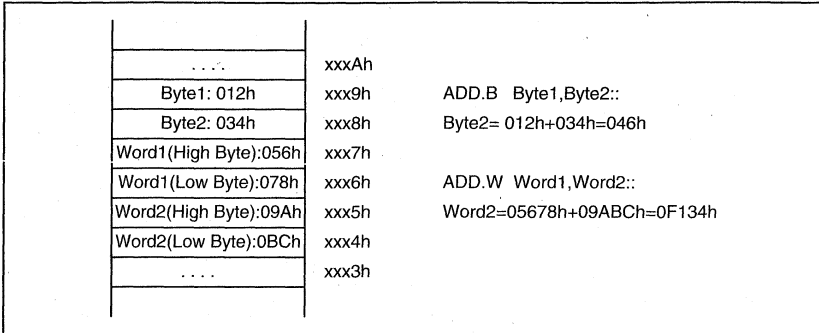 . . . . xxxAh
Byte1: 012h xxx9h ADD.B Byte1,Byte2::
Byte2: 034h xxx8h Byte2= 012h+034h=046h
Word1(High Byte):056h xxx7h
Word1(Low Byte):078h xxx6h ADD.W Word1,Word2::
Word2(High Byte):09Ah xxx5h Word2=05678h+09ABCh=0F134h
Word2(Low Byte):0BCh xxx4h
. . . . xxx3h